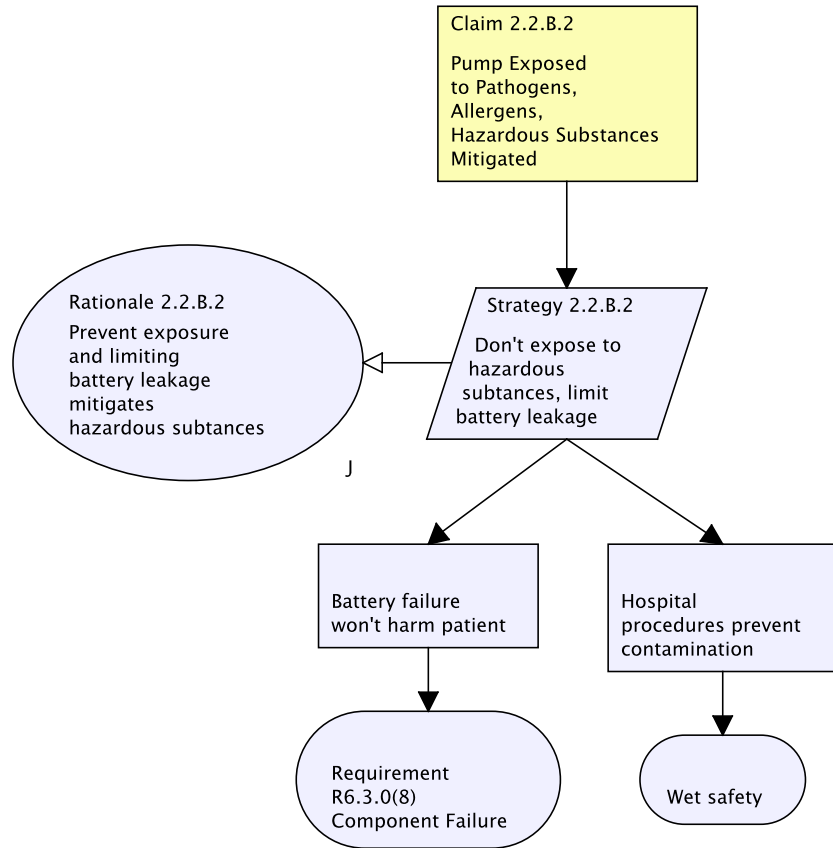 Claim 2.2.B.2
Pump Exposed
to Pathogens,
Allergens,
Hazardous Substances
Mitigated
Rationale 2.2.B.2
Prevent exposure
and limiting
battery leakage
mitigates
hazardous subtances
J
Strategy 2.2.B.2
Don't expose to
hazardous
subtances, limit
battery leakage
Battery failure
won't harm patient
Hospital
procedures prevent
contamination
Requirement
R6.3.0(8)
Component Failure
Wet safety